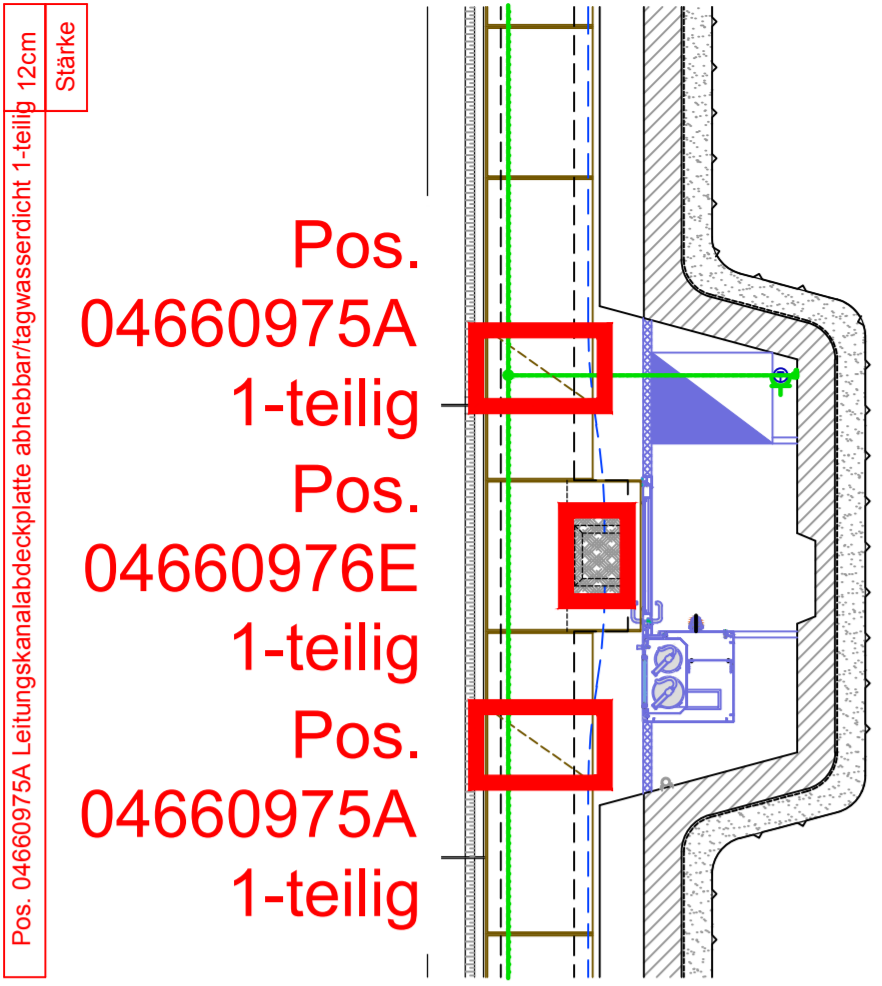 Stärke
Pos. 04660975A Leitungskanalabdeckplatte abhebbar/tagwasserdicht 1-teilig 12cm
Pos.
04660975A
1-teilig
Pos.
04660976E
1-teilig
Pos.
04660975A
1-teilig